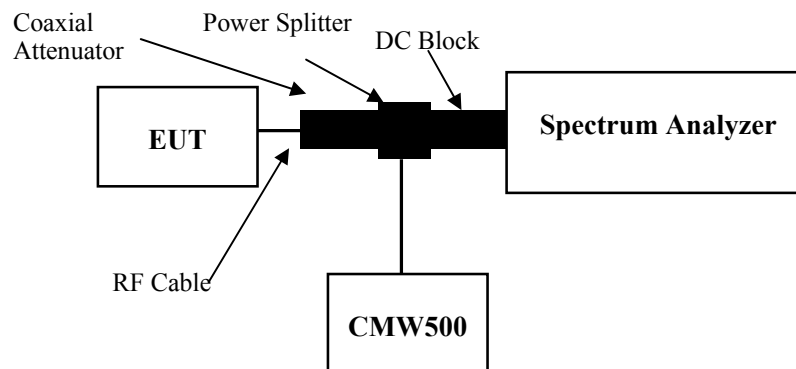 Coaxial
Attenuator
Power Splitter
DC Block
EUT
Spectrum Analyzer
RF Cable
CMW500